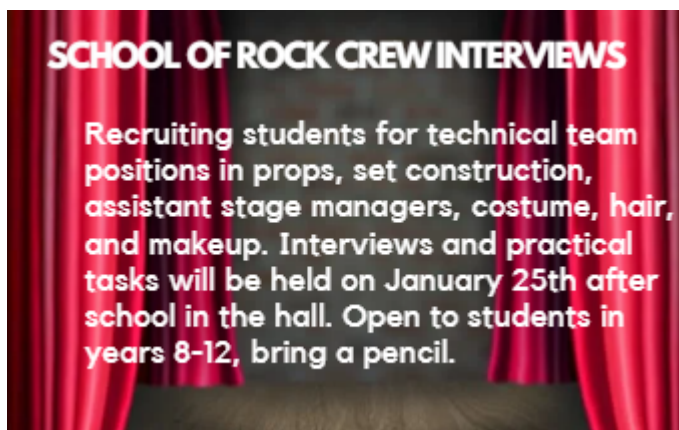 SCHOOL OF ROCK CREW INTERVIEWS
Recruiting students for technical team
positions in props, set construction,
assistant stage managers, costume, hair,
and makeup. Interviews and practical
tasks will be held on January 25th after
school in the hall. Open to students in
years 8-12, bring a pencil.